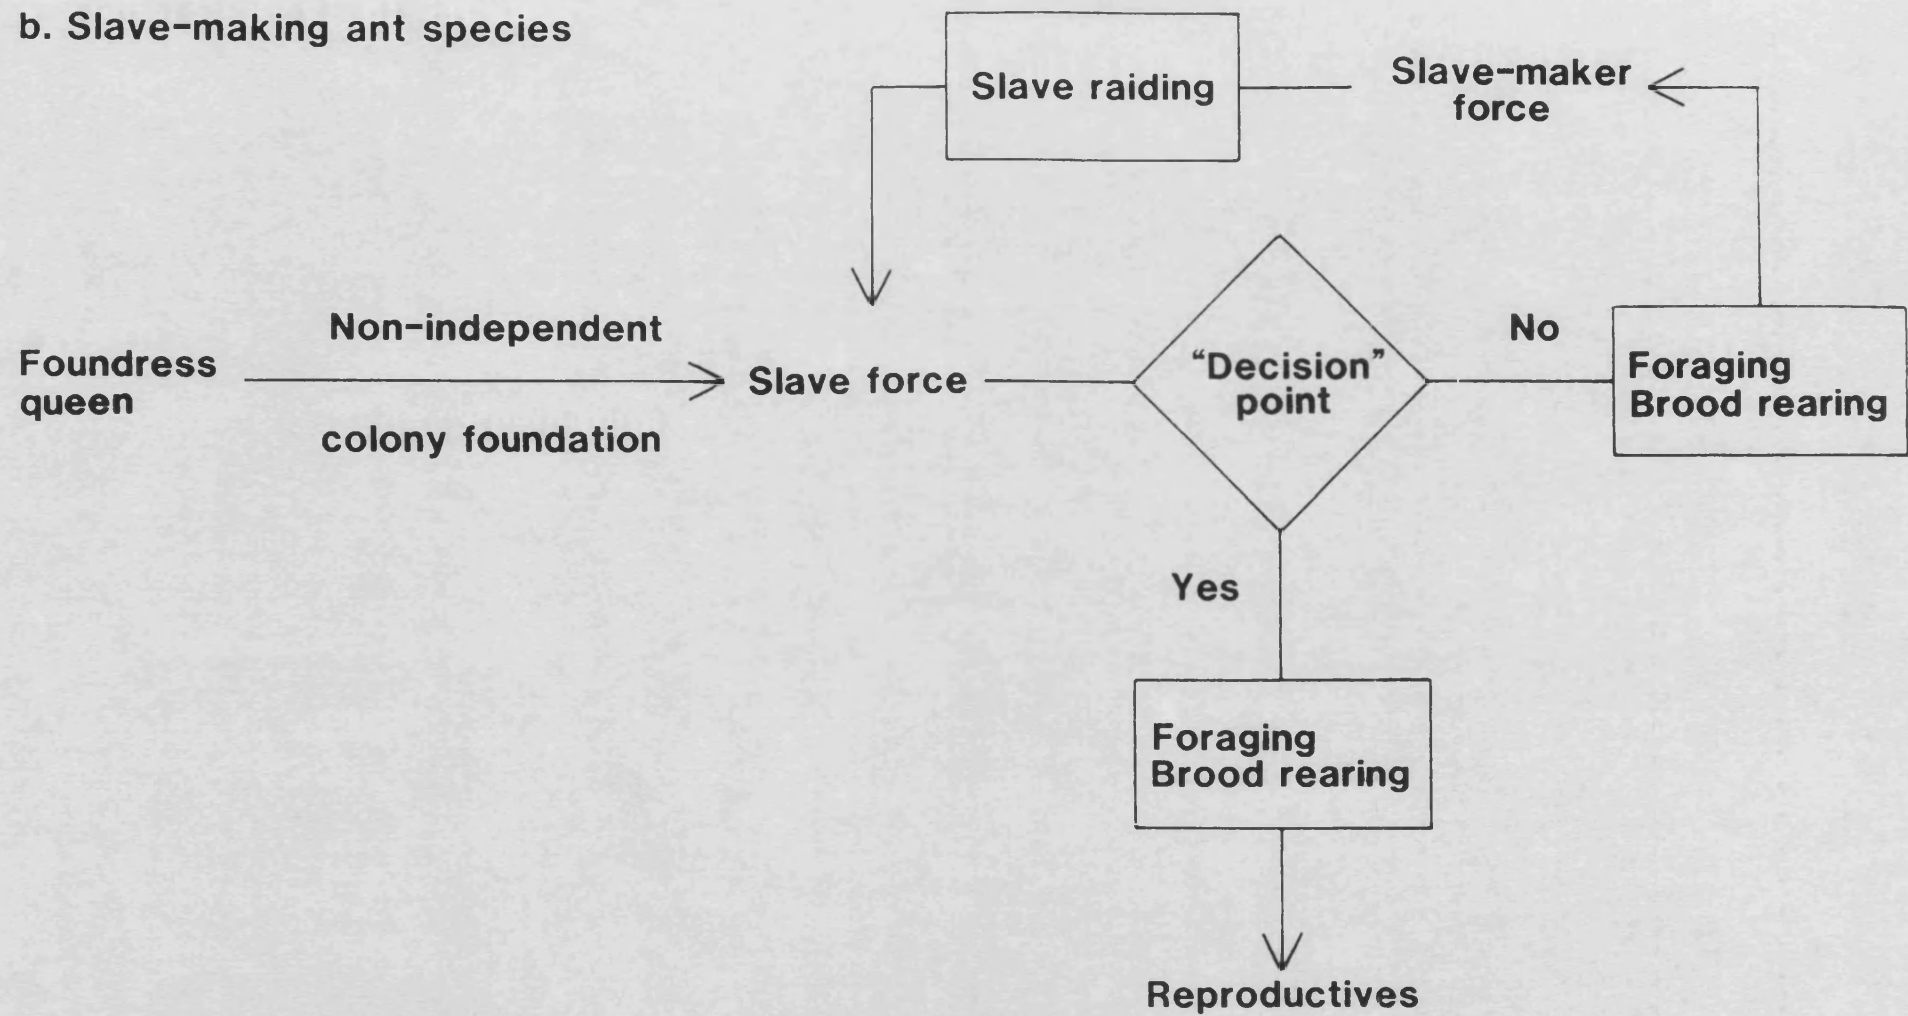 b. Slave-making ant species
Slave raiding
Slave-maker
force
Non-independent
Foundress
queen
colony foundation
Slave force
“Decision”
point
No
Foraging
Brood rearing
Yes
Foraging
Brood rearing
Reproductives